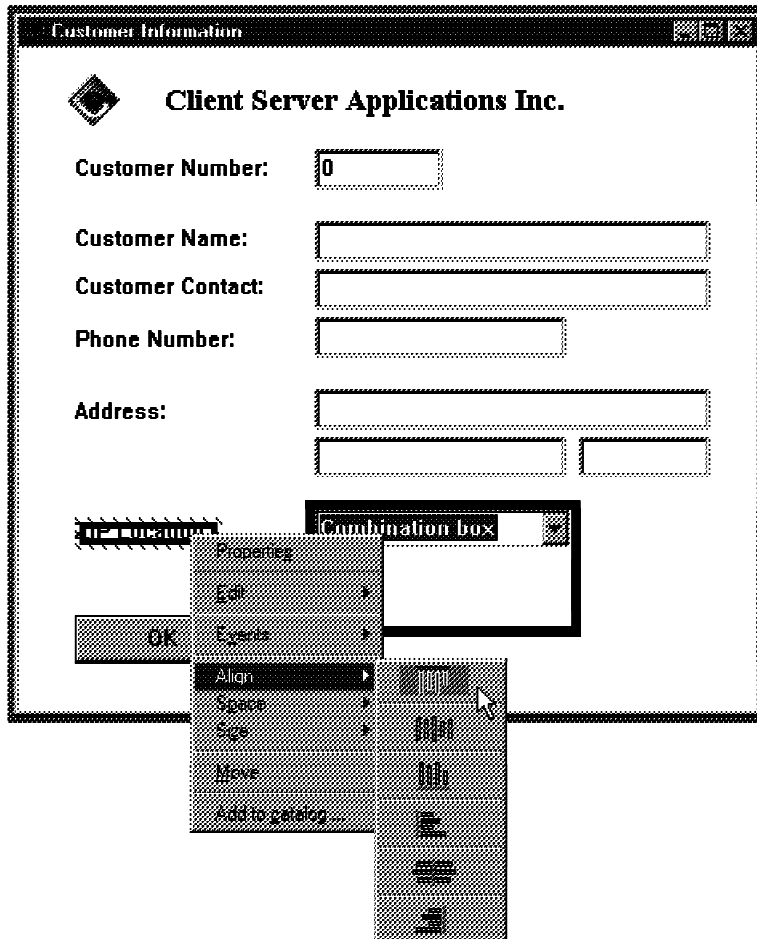 Customer Information
Client Server Applications Inc.
Customer Number:
0
Customer Name:
Customer Contact:
Phone Number:
Address:
Combination box
Properties
Edit
OK
Events
Align
Space
Size
Move
Add to catalog ...